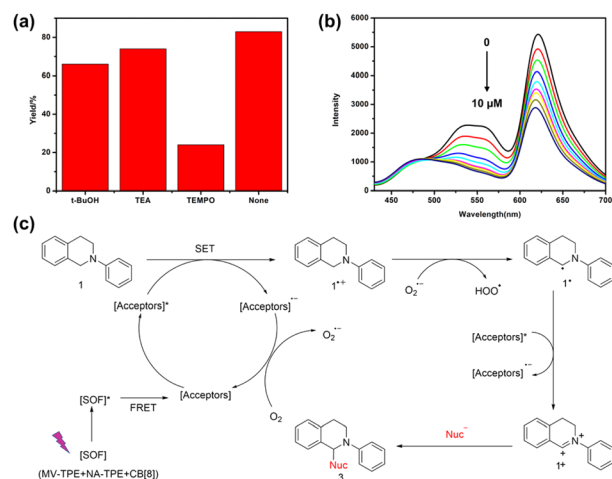 (a)
Yield/%
80
60
40
20
0
t-BuOH TEA TEMPO None
(b)
Intensity
6000
5000
4000
3000
2000
1000
0
0
10 μM
450 500 550 600 650 700
Wavelength(nm)
(c)
N
1
SET
N
1•+
O2•− HOO•
N
1•
[Acceptors]* [Acceptors]•−
O2•−
[Acceptors]*
[Acceptors]•−
[SOF]* FRET [Acceptors]
O2
[SOF]
(MV-TPE+NA-TPE+CB[8])
N
Nuc
3
Nuc−
N
+
+
1+